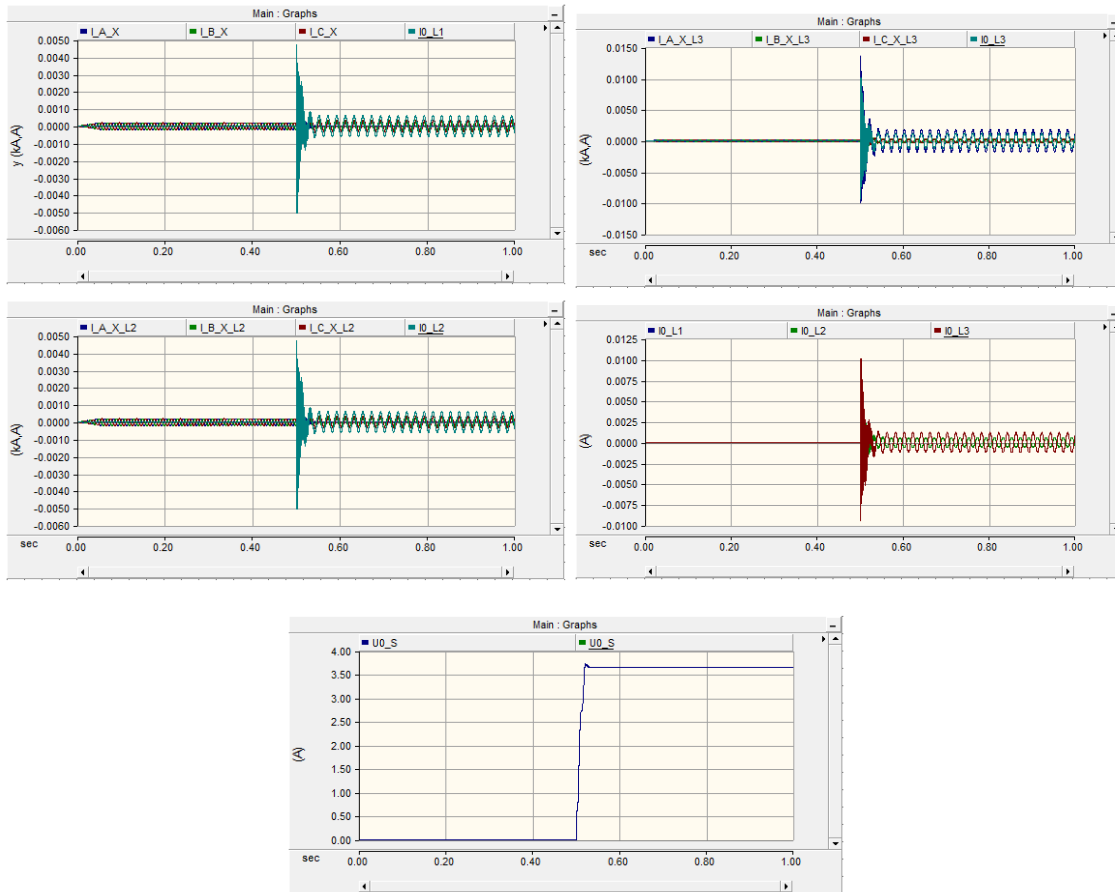 Main : Graphs
I_A_X I_B_X I_C_X I0_L1
y (kA,A)
0.0050
0.0040
0.0030
0.0020
0.0010
0.0000
-0.0010
-0.0020
-0.0030
-0.0040
-0.0050
-0.0060
0.00 0.20 0.40 0.60 0.80 1.00
Main : Graphs
I_A_X_L3 I_B_X_L3 I_C_X_L3 I0_L3
(kA,A)
0.0150
0.0100
0.0050
0.0000
-0.0050
-0.0100
-0.0150
sec 0.00 0.20 0.40 0.60 0.80 1.00
Main : Graphs
I_A_X_L2 I_B_X_L2 I_C_X_L2 I0_L2
(kA,A)
0.0050
0.0040
0.0030
0.0020
0.0010
0.0000
-0.0010
-0.0020
-0.0030
-0.0040
-0.0050
-0.0060
sec 0.00 0.20 0.40 0.60 0.80 1.00
Main : Graphs
I0_L1 I0_L2 I0_L3
(A)
0.0125
0.0100
0.0075
0.0050
0.0025
0.0000
-0.0025
-0.0050
-0.0075
-0.0100
sec 0.00 0.20 0.40 0.60 0.80 1.00
Main : Graphs
U0_S U0_S
(A)
4.00
3.50
3.00
2.50
2.00
1.50
1.00
0.50
0.00
sec 0.00 0.20 0.40 0.60 0.80 1.00